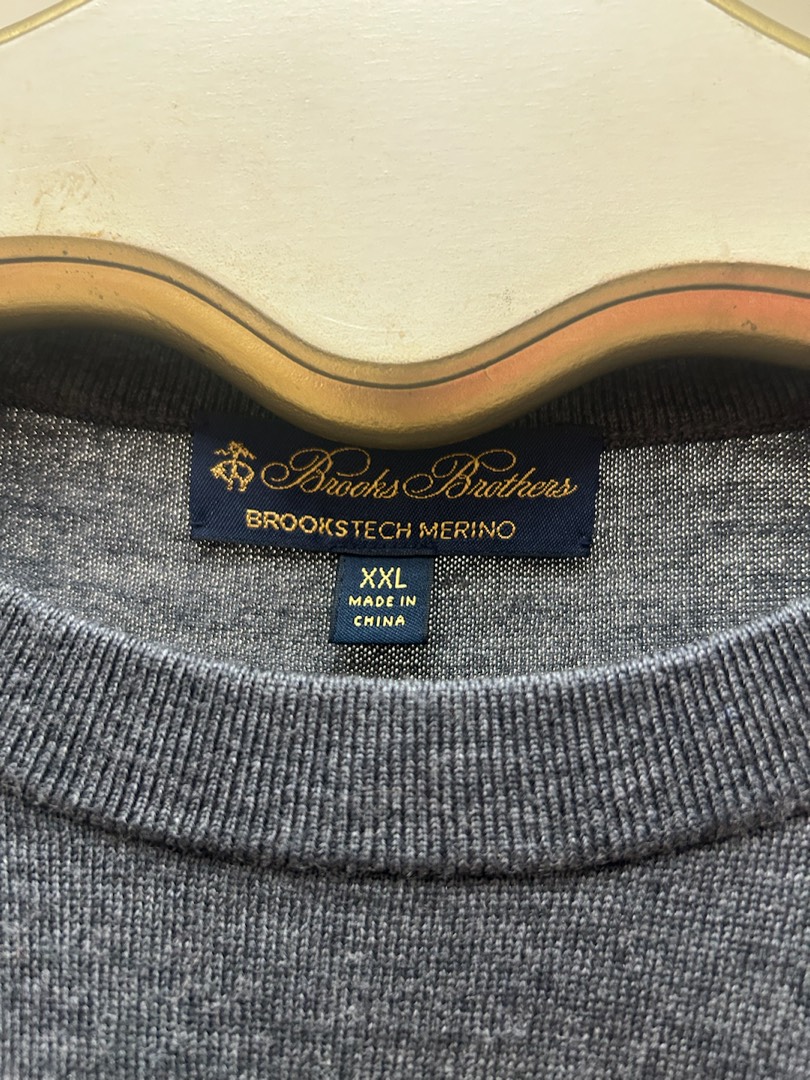 Brooks Brothers
BROOKSTECH MERINO
XXL
MADE IN
CHINA